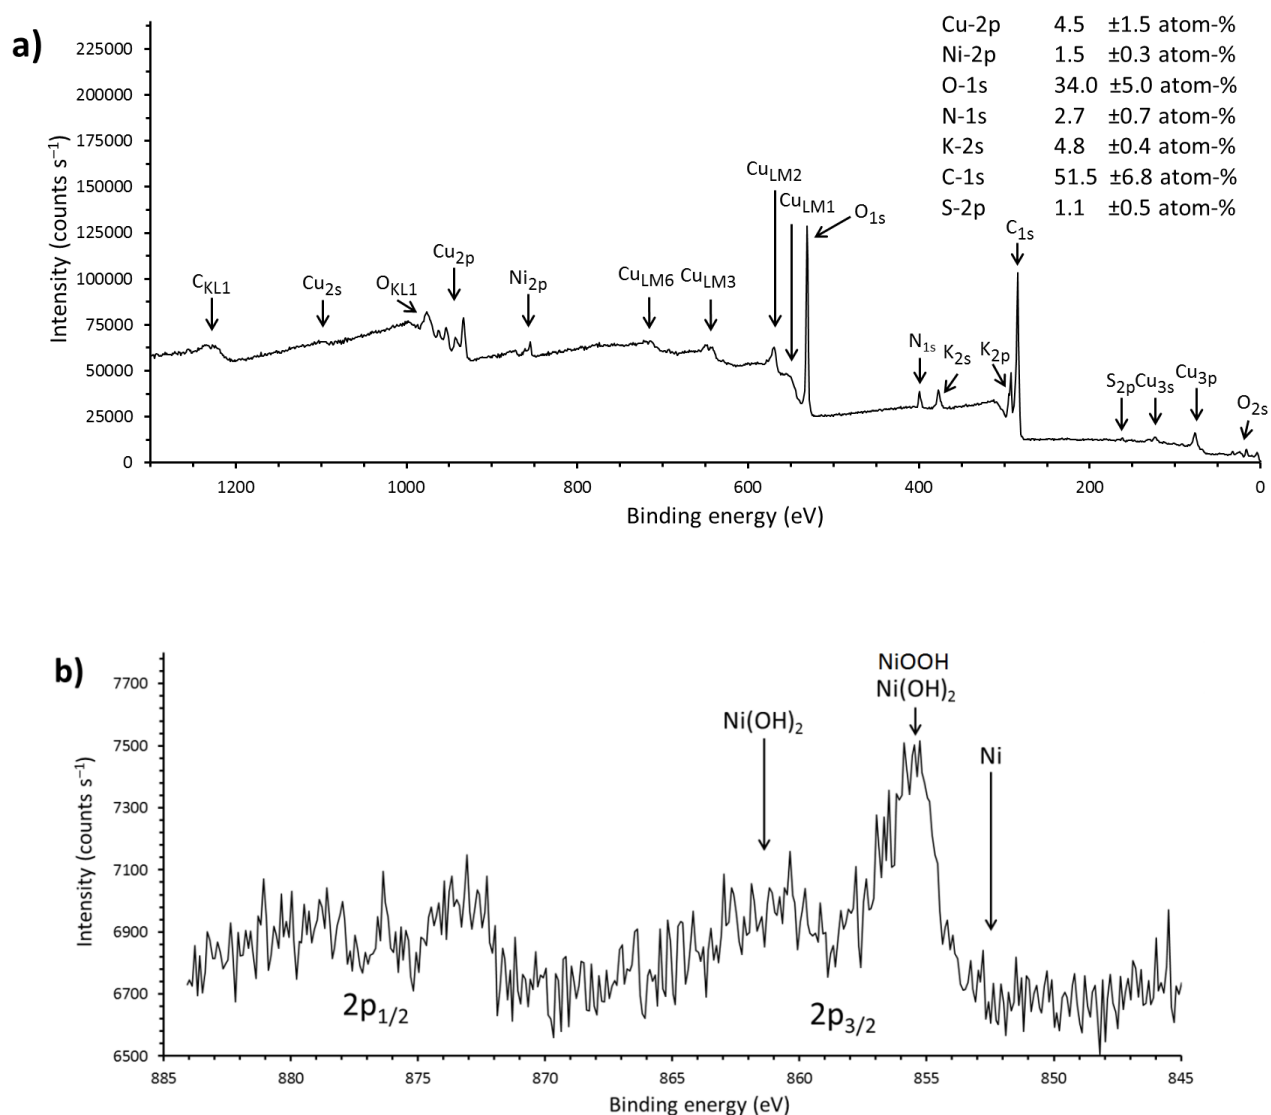 a)
Cu-2p 4.5 ±1.5 atom-%
Ni-2p 1.5 ±0.3 atom-%
O-1s 34.0 ±5.0 atom-%
N-1s 2.7 ±0.7 atom-%
K-2s 4.8 ±0.4 atom-%
C-1s 51.5 ±6.8 atom-%
S-2p 1.1 ±0.5 atom-%
Intensity (counts s⁻¹)
225000
200000
175000
150000
125000
100000
75000
50000
25000
0
C_KL1
Cu_2s
O_KL1
Cu_2p
Ni_2p
Cu_LM6
Cu_LM3
Cu_LM2
Cu_LM1
O_1s
N_1s
K_2s
K_2p
C_1s
S_2p
Cu_3s
Cu_3p
O_2s
1200 1000 800 600 400 200 0
Binding energy (eV)
b)
Intensity (counts s⁻¹)
7700
7500
7300
7100
6900
6700
6500
Ni(OH)₂
NiOOH
Ni(OH)₂
Ni
2p₁/₂
2p₃/₂
885 880 875 870 865 860 855 850 845
Binding energy (eV)